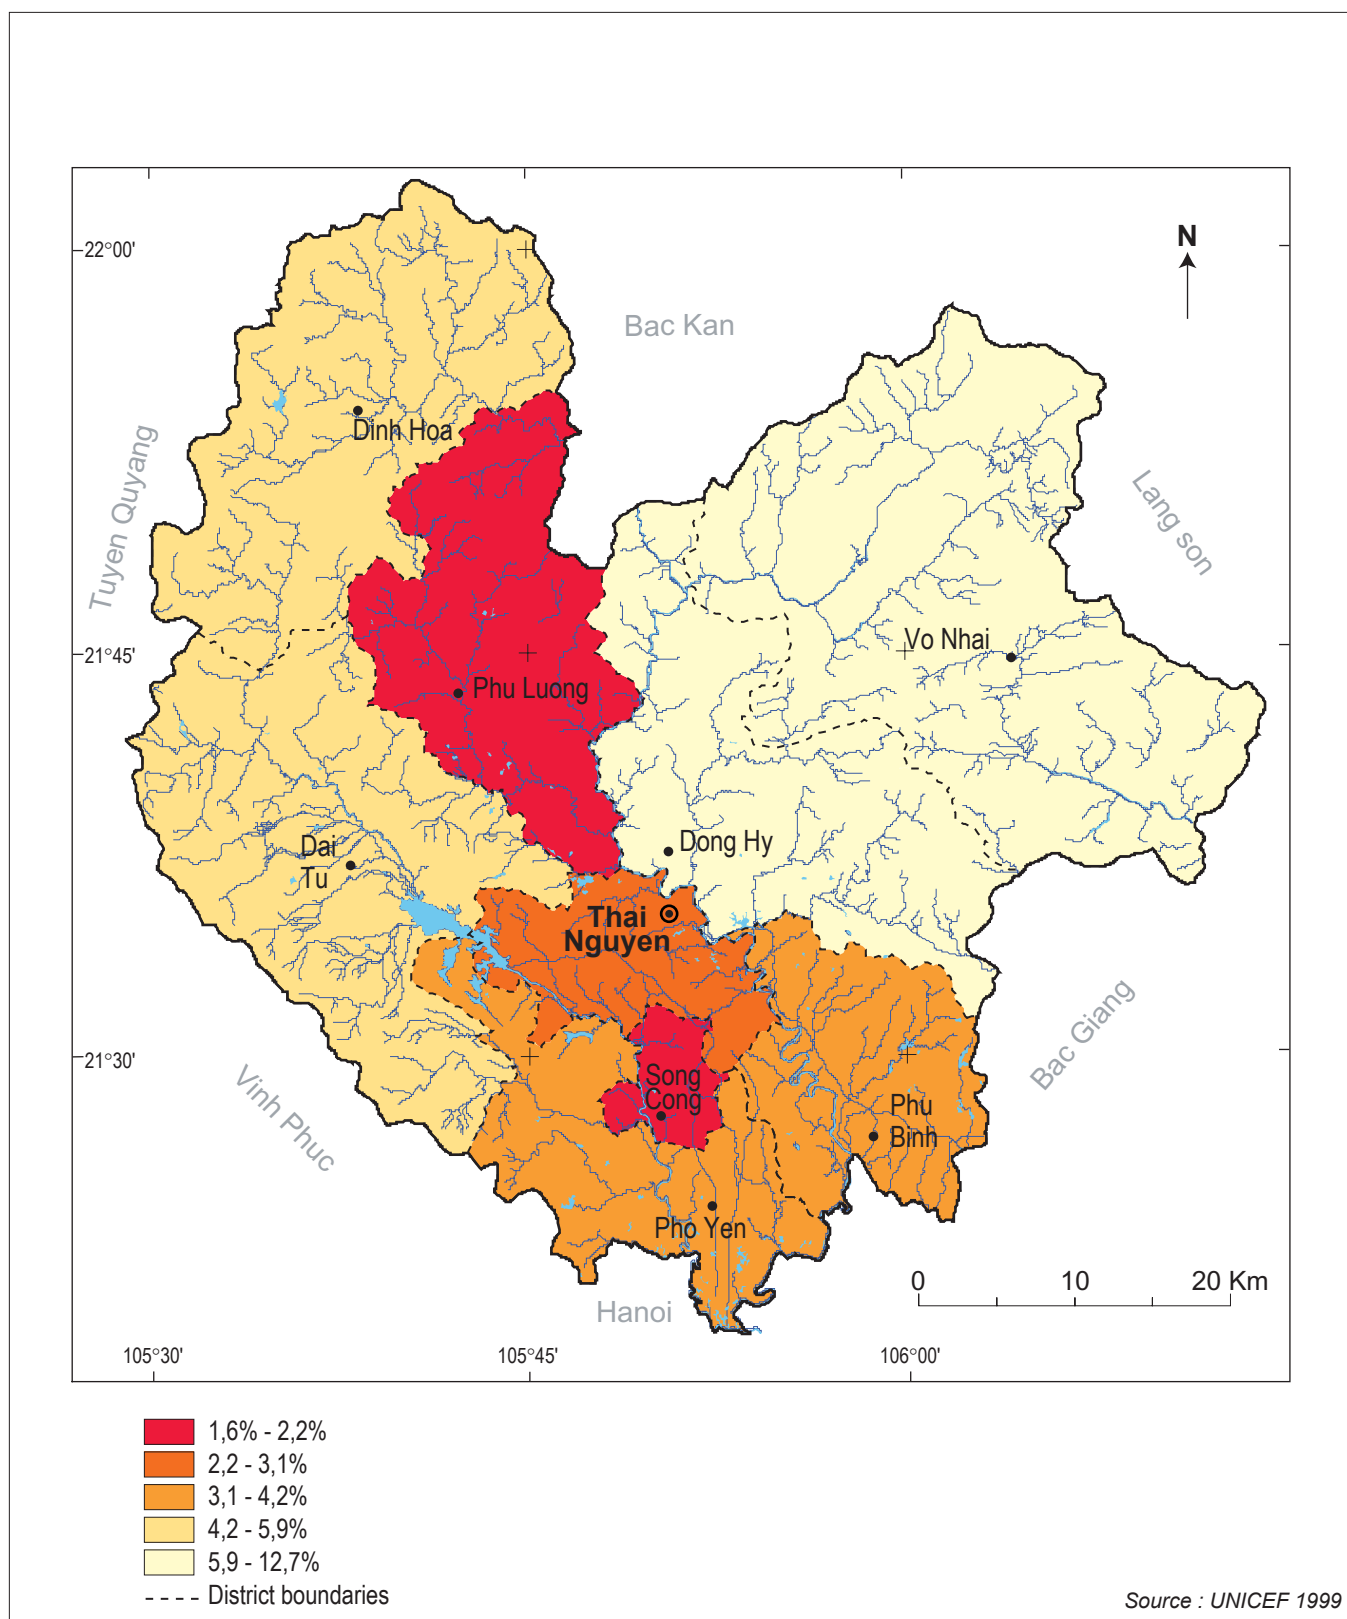 22°00'
N
Bac Kan
Dinh Hoa
Tuyen Quyang
Lang son
21°45'
Vo Nhai
Phu Luong
Dai
Tu
Dong Hy
Thai
Nguyen
21°30'
Bac Giang
Vinh Phuc
Song
Cong
Phu
Binh
Pho Yen
0 10 20 Km
Hanoi
105°30' 105°45' 106°00'
1,6% - 2,2%
2,2 - 3,1%
3,1 - 4,2%
4,2 - 5,9%
5,9 - 12,7%
District boundaries
Source : UNICEF 1999